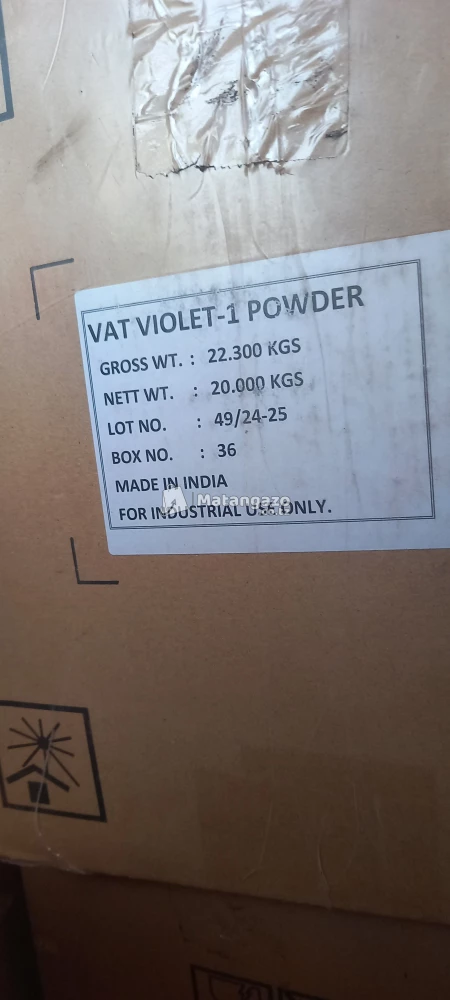 VAT VIOLET-1 POWDER
GROSS WT. : 22.300 KGS
NETT WT. : 20.000 KGS
LOT NO. : 49/24-25
BOX NO. : 36
MADE IN INDIA
Matangazo
FOR INDUSTRIAL USE ONLY.